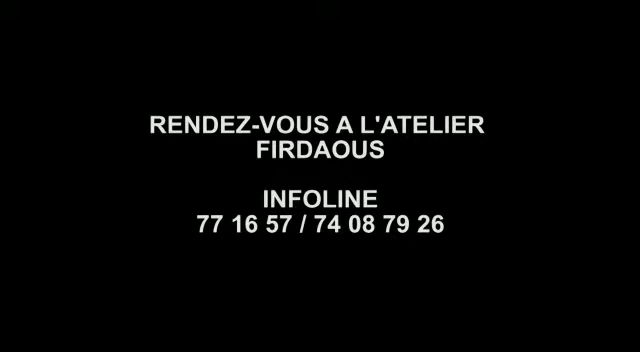 RENDEZ-VOUS A L'ATELIER
FIRDAOUS
INFOLINE
77 16 57 / 74 08 79 26